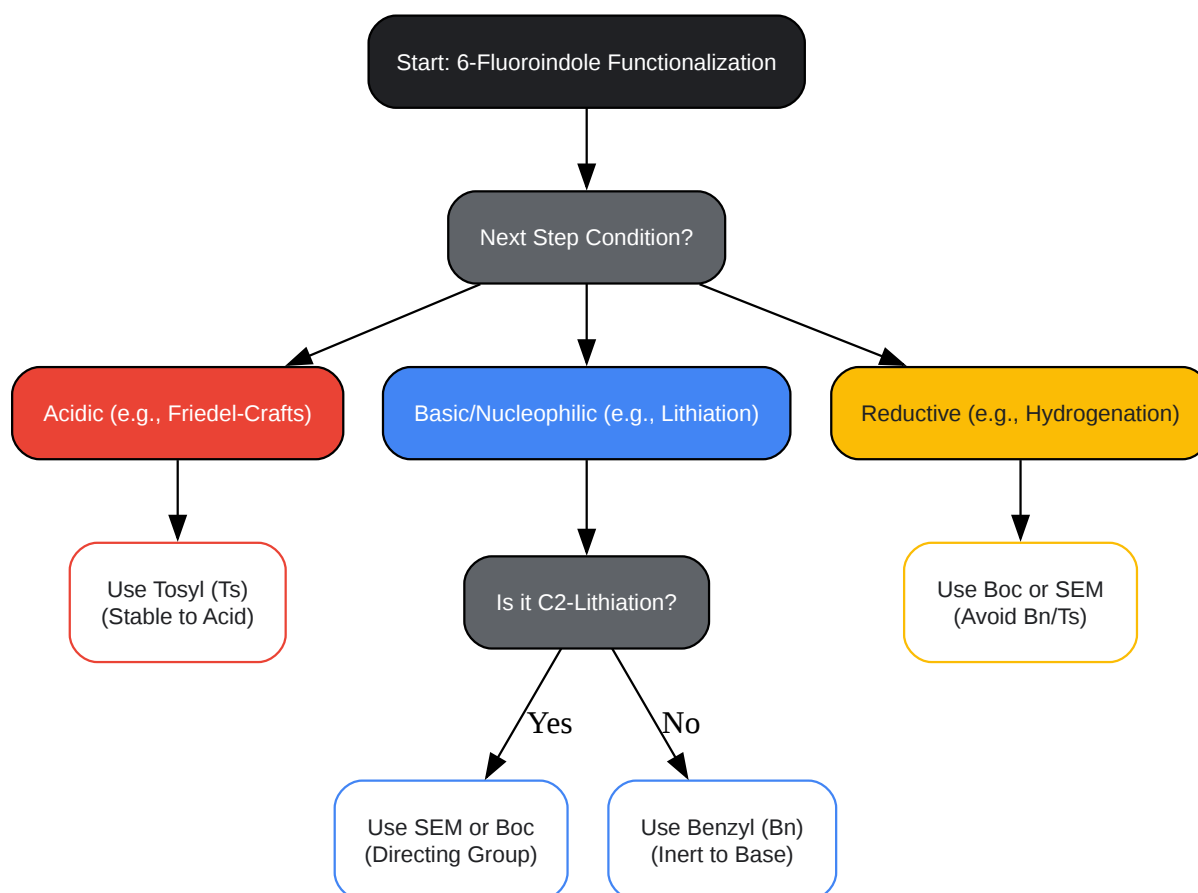 Start: 6-Fluoroindole Functionalization
Next Step Condition?
Acidic (e.g., Friedel-Crafts)
Basic/Nucleophilic (e.g., Lithiation)
Reductive (e.g., Hydrogenation)
Use Tosyl (Ts)
(Stable to Acid)
Is it C2-Lithiation?
Use Boc or SEM
(Avoid Bn/Ts)
Yes
No
Use SEM or Boc
(Directing Group)
Use Benzyl (Bn)
(Inert to Base)